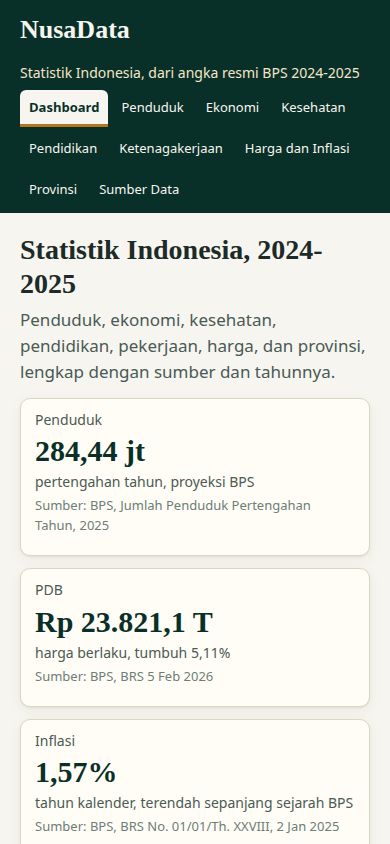 NusaData
Statistik Indonesia, dari angka resmi BPS 2024-2025
Dashboard Penduduk Ekonomi Kesehatan
Pendidikan Ketenagakerjaan Harga dan Inflasi
Provinsi Sumber Data
Statistik Indonesia, 2024-
2025
Penduduk, ekonomi, kesehatan,
pendidikan, pekerjaan, harga, dan provinsi,
lengkap dengan sumber dan tahunnya.
Penduduk
284,44 jt
pertengahan tahun, proyeksi BPS
Sumber: BPS, Jumlah Penduduk Pertengahan
Tahun, 2025
PDB
Rp 23.821,1 T
harga berlaku, tumbuh 5,11%
Sumber: BPS, BRS 5 Feb 2026
Inflasi
1,57%
tahun kalender, terendah sepanjang sejarah BPS
Sumber: BPS, BRS No. 01/01/Th. XXVIII, 2 Jan 2025